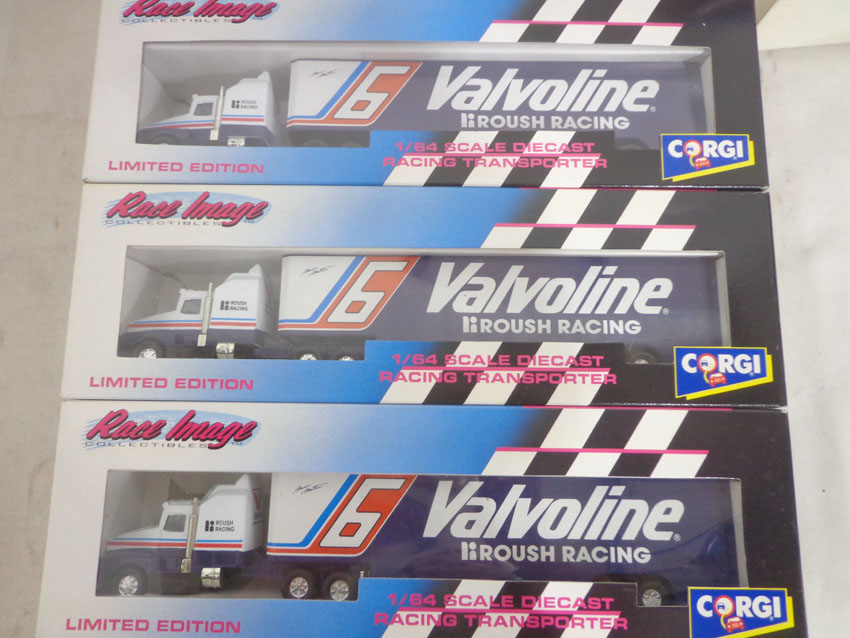 Race Image
COLLECTIBLES
ROUSH
RACING
6
Valvoline®
ROUSH RACING
1/64 SCALE DIECAST
RACING TRANSPORTER
LIMITED EDITION
CORGI
Race Image
COLLECTIBLES TM
ROUSH
RACING
6
Valvoline®
ROUSH RACING
1/64 SCALE DIECAST
RACING TRANSPORTER
LIMITED EDITION
CORGI
Race Image
COLLECTIBLES TM
ROUSH
RACING
6
Valvoline®
ROUSH RACING
1/64 SCALE DIECAST
RACING TRANSPORTER
LIMITED EDITION
CORGI